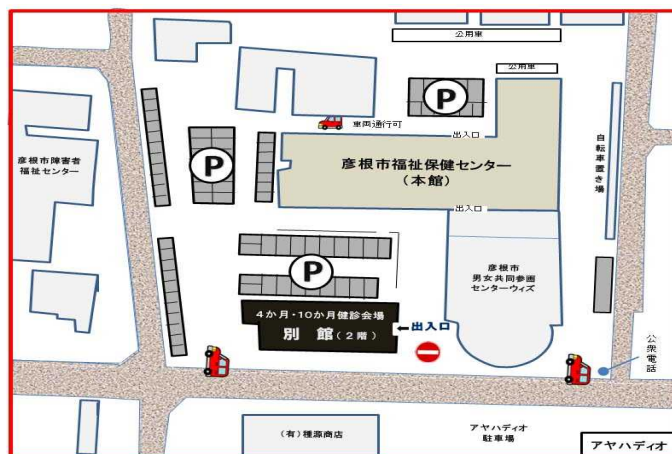 公用車
公用車
P
車両通行可
出入口
彦根市障害者
福祉センター
P
彦根市福祉保健センター
(本館)
自転車置き場
出入口
P
彦根市
男女共同参画
センターウィズ
4か月・10か月健診会場
別 館(2階)
←出入口
公衆電話
(有)種源商店
アヤハディオ
駐車場
アヤハディオ